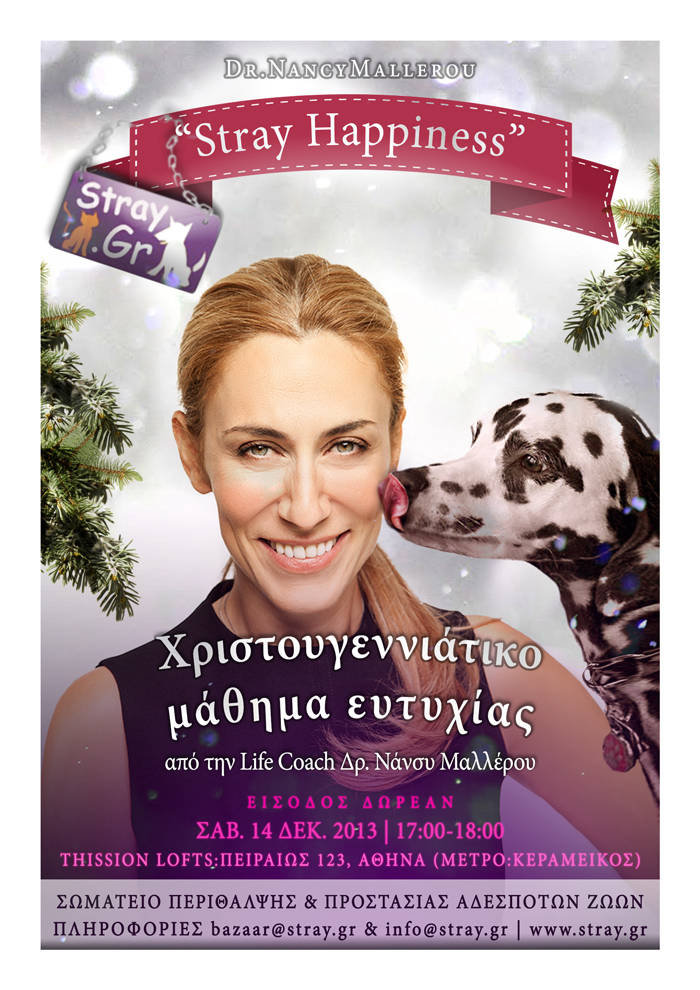 DR.NANCYMALLEROU
“Stray Happiness”
Stray
.Gr
Χριστουγεννιάτικο
μάθημα ευτυχίας
από την Life Coach Δρ. Νάνσυ Μαλλέρου
ΕΙΣΟΔΟΣ ΔΩΡΕΑΝ
ΣΑΒ. 14 ΔΕΚ. 2013 | 17:00-18:00
THISSION LOFTS:ΠΕΙΡΑΙΩΣ 123, ΑΘΗΝΑ (ΜΕΤΡΟ:ΚΕΡΑΜΕΙΚΟΣ)
ΣΩΜΑΤΕΙΟ ΠΕΡΙΘΑΛΨΗΣ & ΠΡΟΣΤΑΣΙΑΣ ΑΔΕΣΠΟΤΩΝ ΖΩΩΝ
ΠΛΗΡΟΦΟΡΙΕΣ bazaar@stray.gr & info@stray.gr | www.stray.gr